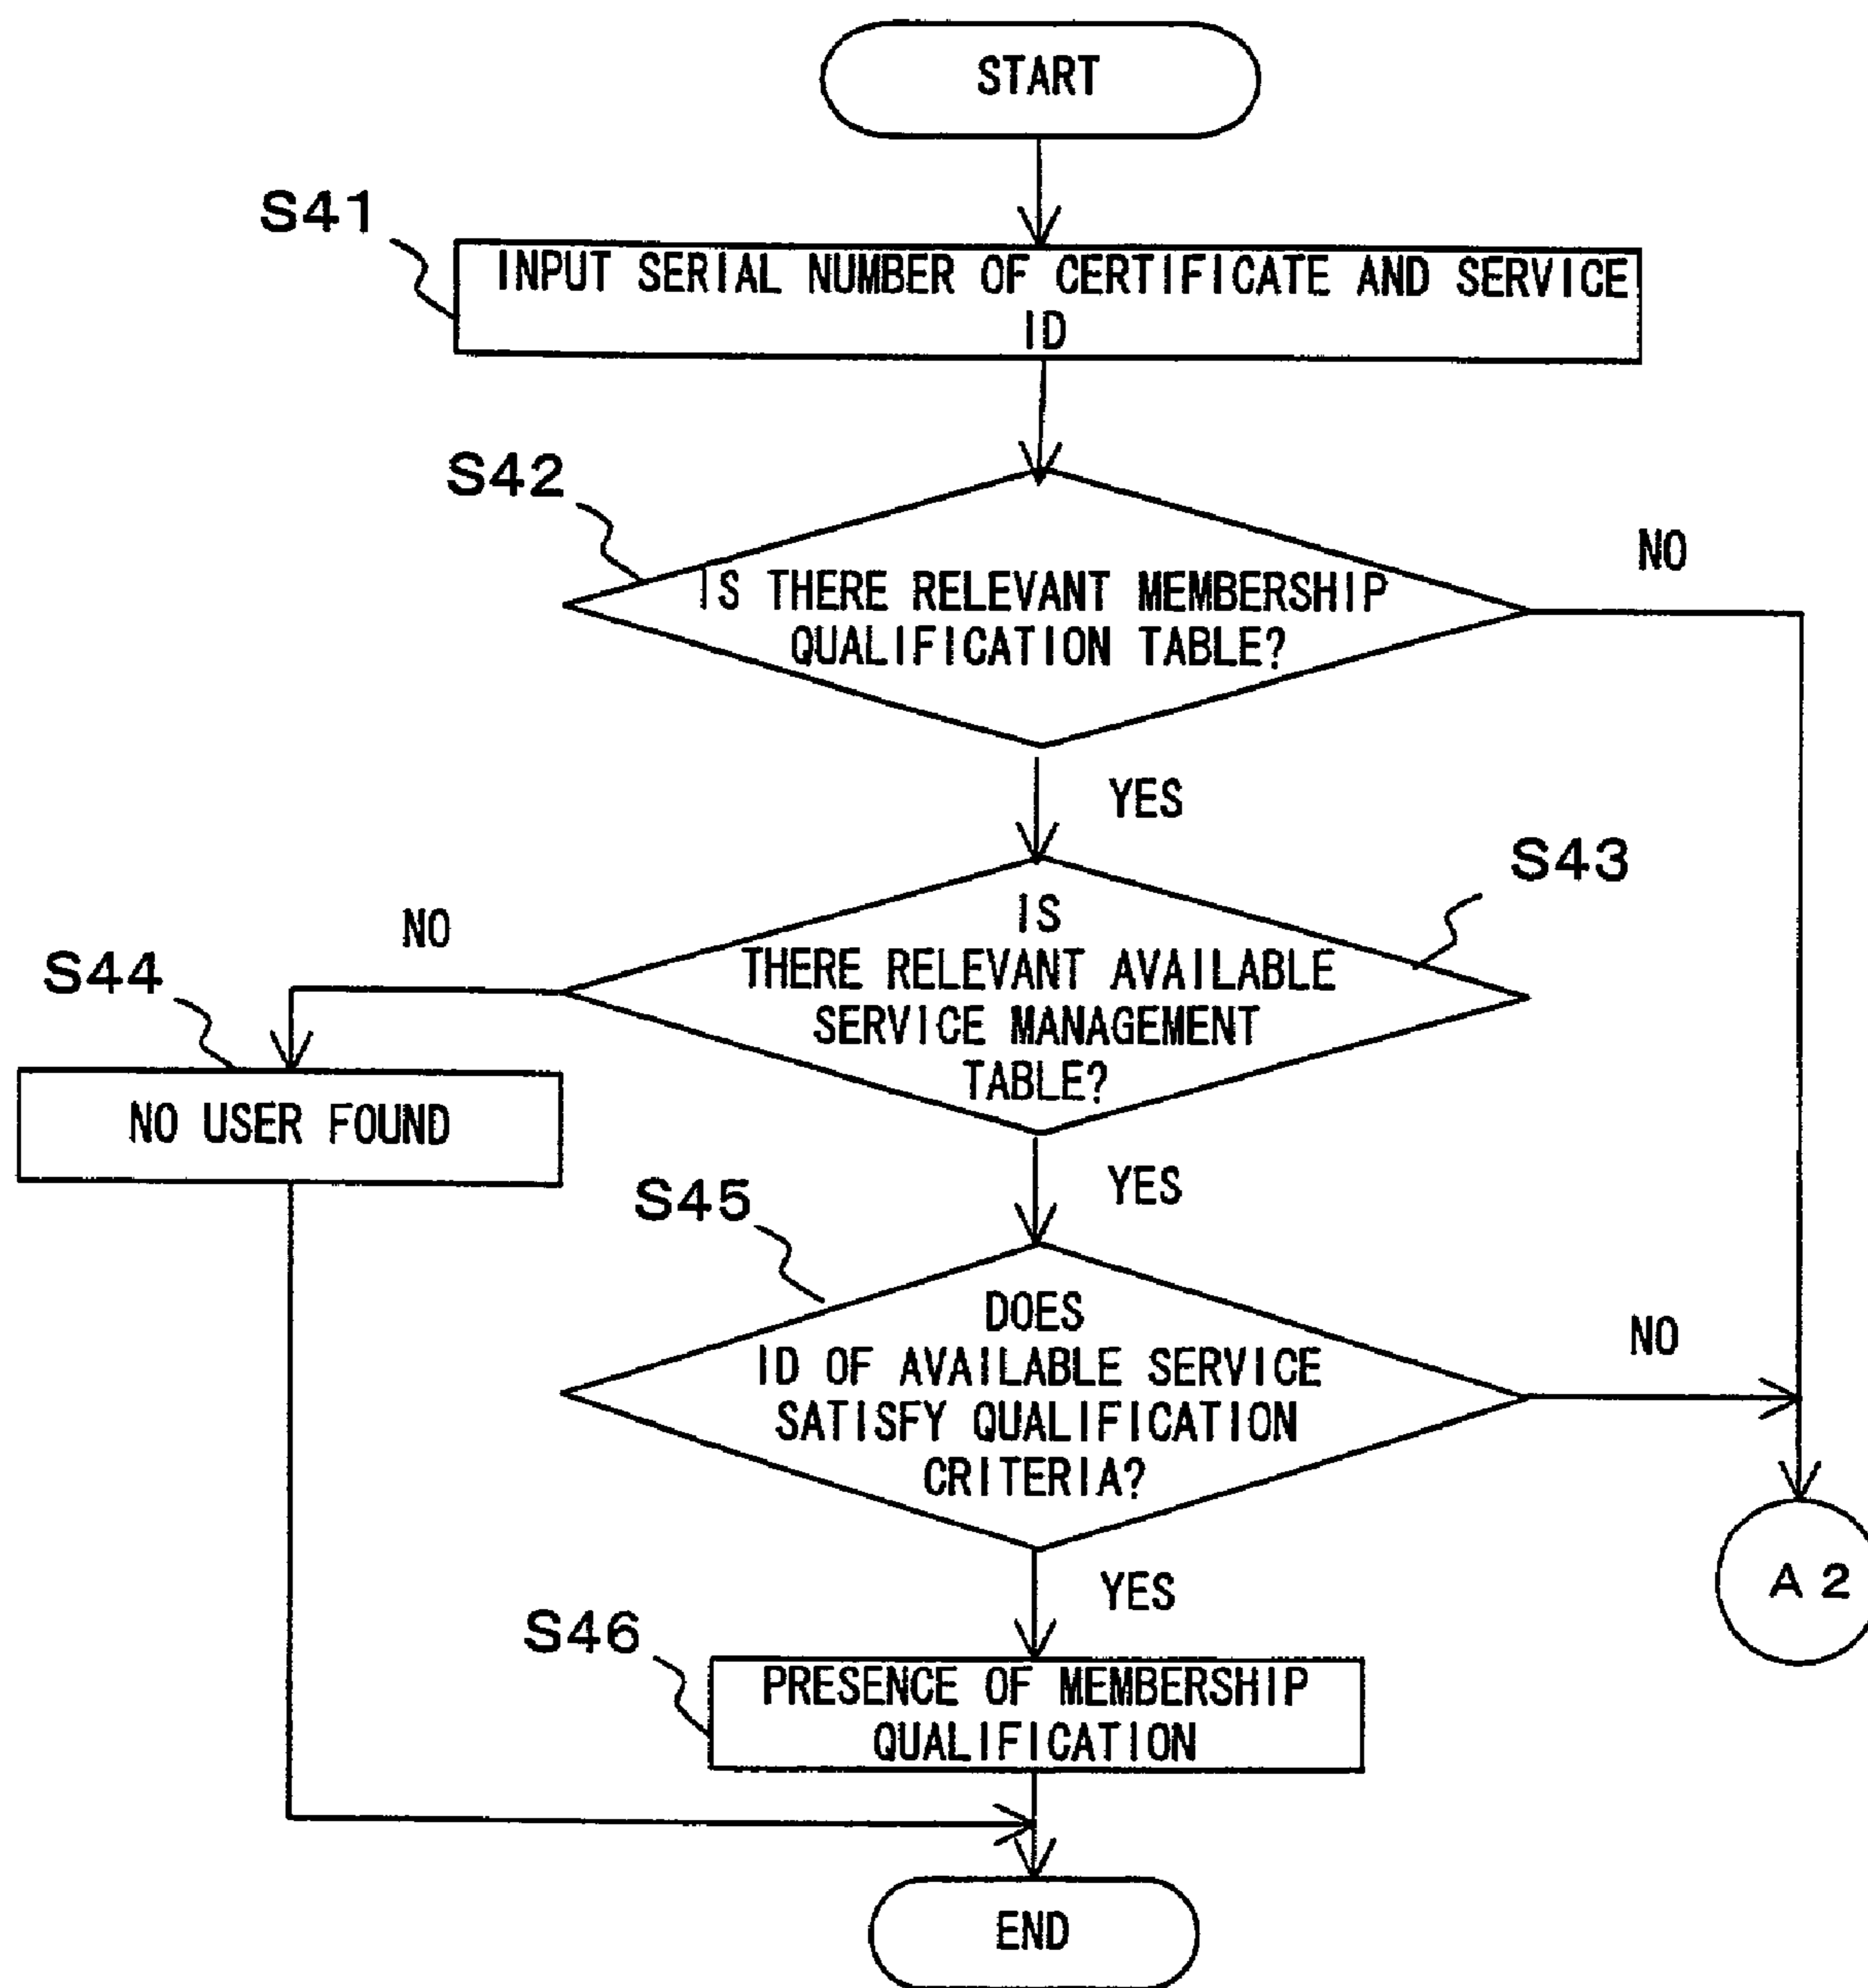 START
S41
INPUT SERIAL NUMBER OF CERTIFICATE AND SERVICE
ID
S42
IS THERE RELEVANT MEMBERSHIP
QUALIFICATION TABLE?
NO
YES
S43
IS
THERE RELEVANT AVAILABLE
SERVICE MANAGEMENT
TABLE?
NO
S44
NO USER FOUND
YES
S45
DOES
ID OF AVAILABLE SERVICE
SATISFY QUALIFICATION
CRITERIA?
NO
A2
YES
S46
PRESENCE OF MEMBERSHIP
QUALIFICATION
END